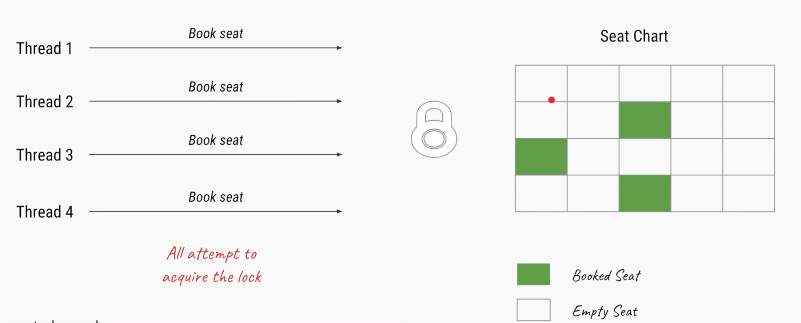 Seat Chart
Thread 1
Book seat
Thread 2
Book seat
Thread 3
Book seat
Thread 4
Book seat
All attempt to
acquire the lock
Booked Seat
Empty Seat